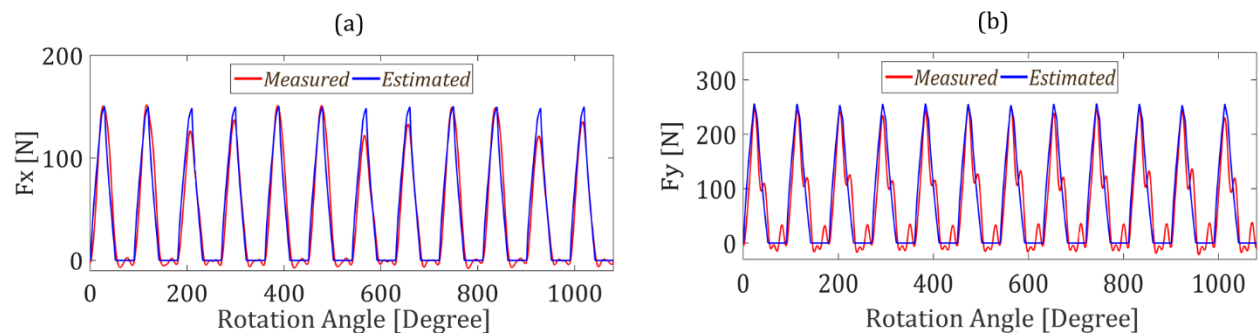 (a)
200
Measured Estimated
Fx [N]
100
0
0 200 400 600 800 1000
Rotation Angle [Degree]
(b)
300
Measured Estimated
Fy [N]
200
100
0
0 200 400 600 800 1000
Rotation Angle [Degree]